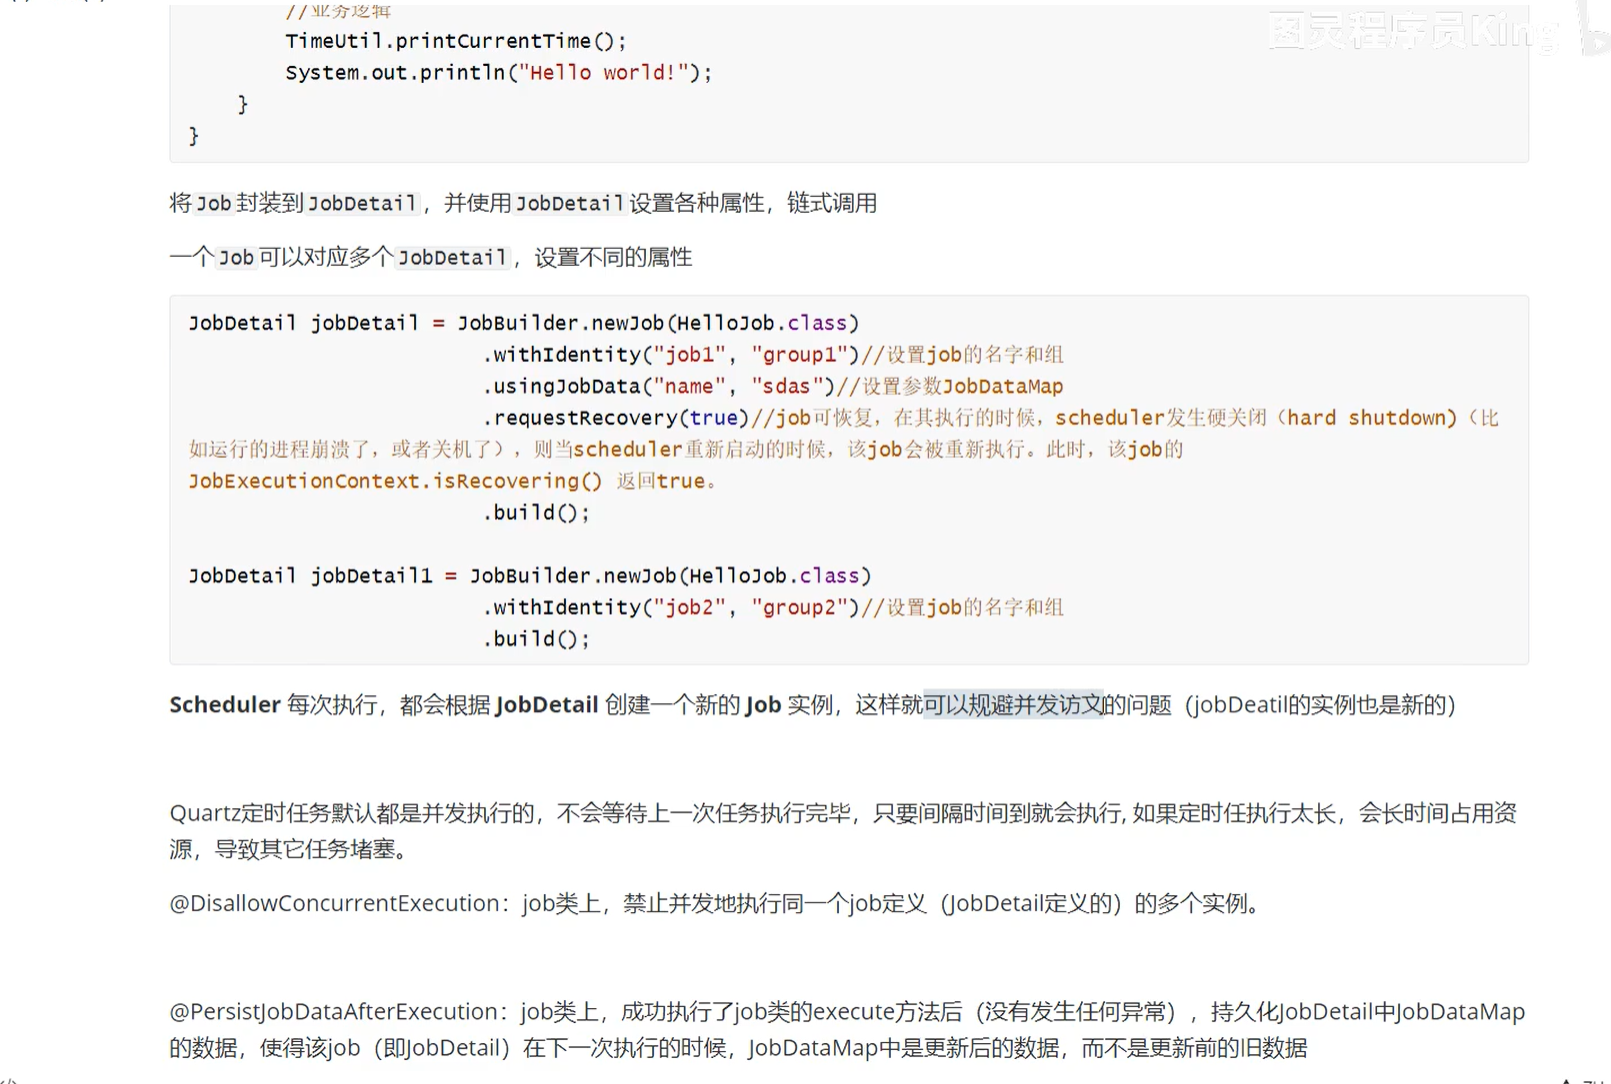 //业务逻辑
图灵程序员King
TimeUtil.printCurrentTime();
System.out.println("Hello world!");
}
}
将Job封装到JobDetail，并使用JobDetail设置各种属性，链式调用
一个Job可以对应多个JobDetail，设置不同的属性
JobDetail jobDetail = JobBuilder.newJob(HelloJob.class)
.withIdentity("job1", "group1")//设置job的名字和组
.usingJobData("name", "sdas")//设置参数JobDataMap
.requestRecovery(true)//job可恢复，在其执行的时候，scheduler发生硬关闭（hard shutdown)（比
如运行的进程崩溃了，或者关机了），则当scheduler重新启动的时候，该job会被重新执行。此时，该job的
JobExecutionContext.isRecovering() 返回true。
.build();
JobDetail jobDetail1 = JobBuilder.newJob(HelloJob.class)
.withIdentity("job2", "group2")//设置job的名字和组
.build();
Scheduler 每次执行，都会根据 JobDetail 创建一个新的 Job 实例，这样就可以规避并发访文的问题（jobDeatil的实例也是新的）
Quartz定时任务默认都是并发执行的，不会等待上一次任务执行完毕，只要间隔时间到就会执行, 如果定时任执行太长，会长时间占用资
源，导致其它任务堵塞。
@DisallowConcurrentExecution：job类上，禁止并发地执行同一个job定义（JobDetail定义的）的多个实例。
@PersistJobDataAfterExecution：job类上，成功执行了job类的execute方法后（没有发生任何异常），持久化JobDetail中JobDataMap
的数据，使得该job（即JobDetail）在下一次执行的时候，JobDataMap中是更新后的数据，而不是更新前的旧数据